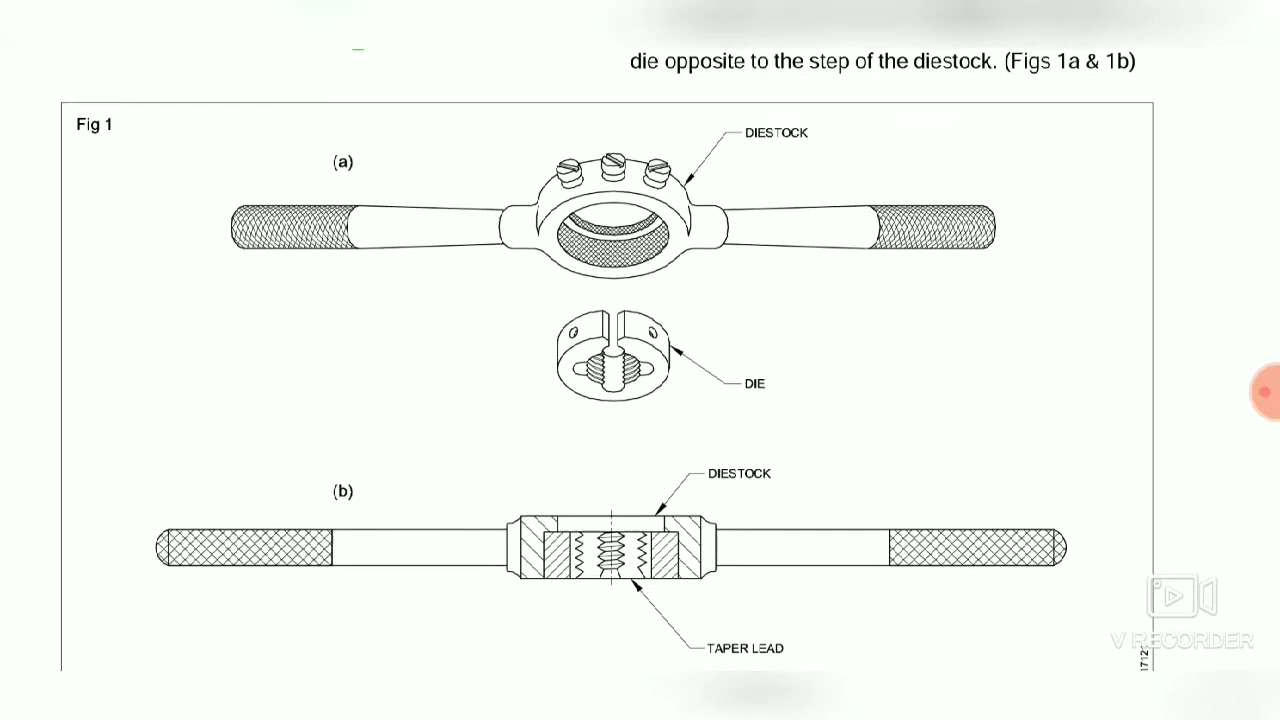 die opposite to the step of the diestock. (Figs 1a & 1b)
Fig 1
(a)
DIESTOCK
DIE
(b)
DIESTOCK
TAPER LEAD
V RECORDER